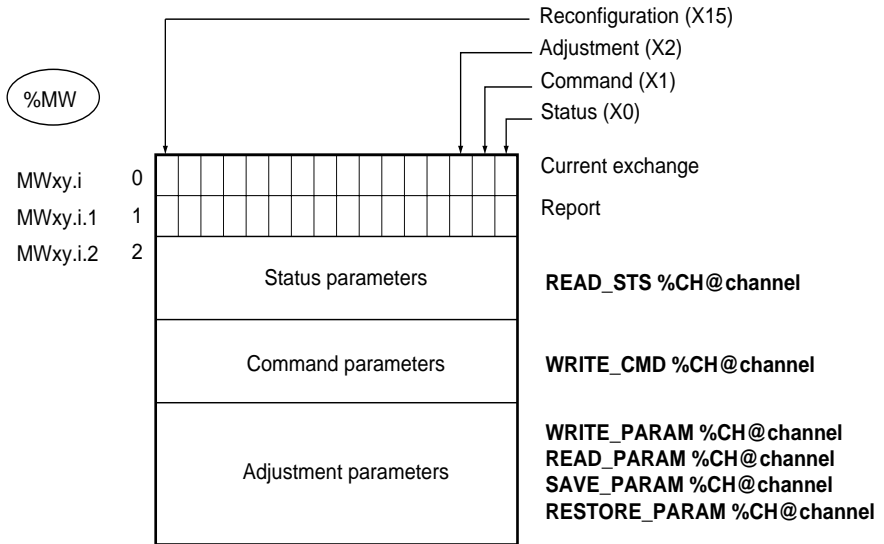 Reconfiguration (X15)
Adjustment (X2)
Command (X1)
Status (X0)
%MW
MWxy.i 0 Current exchange
MWxy.i.1 1 Report
MWxy.i.2 2
Status parameters READ_STS %CH@channel
Command parameters WRITE_CMD %CH@channel
Adjustment parameters
WRITE_PARAM %CH@channel
READ_PARAM %CH@channel
SAVE_PARAM %CH@channel
RESTORE_PARAM %CH@channel